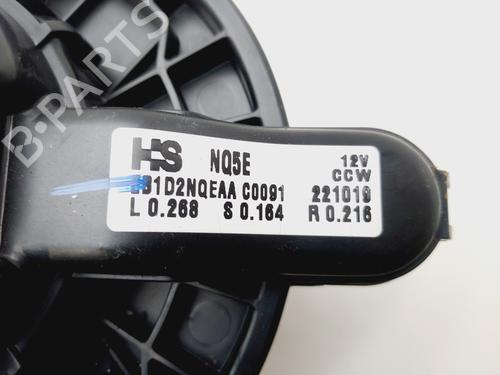 B-PARTS
HS NQ5E 12V
CCW
C0091 221019
L 0.268 S 0.164 R 0.216